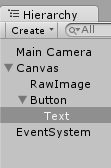 Hierarchy
Create All
Main Camera
Canvas
RawImage
Button
Text
EventSystem